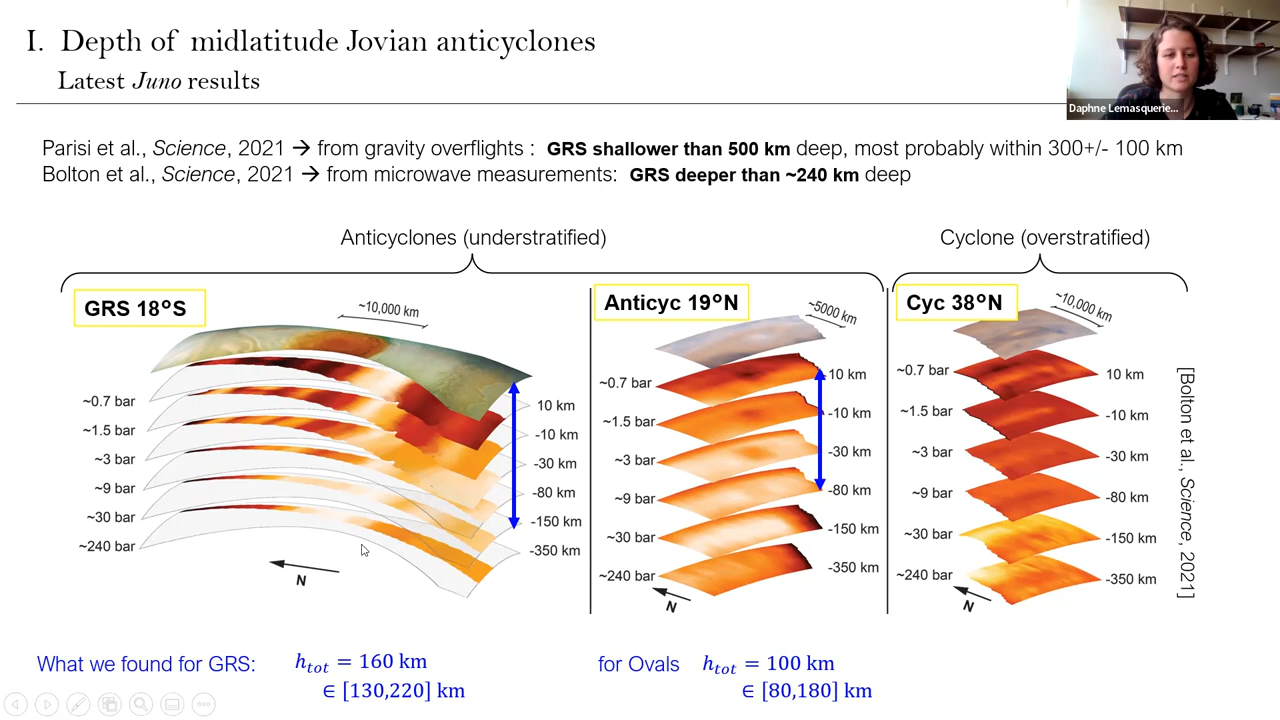 I. Depth of midlatitude Jovian anticyclones
Latest Juno results
Daphne Lemasquerie...
Parisi et al., Science, 2021 → from gravity overflights : GRS shallower than 500 km deep, most probably within 300+/- 100 km
Bolton et al., Science, 2021 → from microwave measurements: GRS deeper than ~240 km deep
Anticyclones (understratified)
Cyclone (overstratified)
GRS 18°S
~10,000 km
~0.7 bar
~1.5 bar
~3 bar
~9 bar
~30 bar
~240 bar
10 km
-10 km
-30 km
-80 km
-150 km
-350 km
N
Anticyc 19°N
~5000 km
~0.7 bar
~1.5 bar
~3 bar
~9 bar
~30 bar
~240 bar
10 km
-10 km
-30 km
-80 km
-150 km
-350 km
N
Cyc 38°N
~10,000 km
~0.7 bar
~1.5 bar
~3 bar
~9 bar
~30 bar
~240 bar
10 km
-10 km
-30 km
-80 km
-150 km
-350 km
N
[Bolton et al., Science, 2021]
What we found for GRS: h_tot = 160 km
∈ [130,220] km
for Ovals h_tot = 100 km
∈ [80,180] km